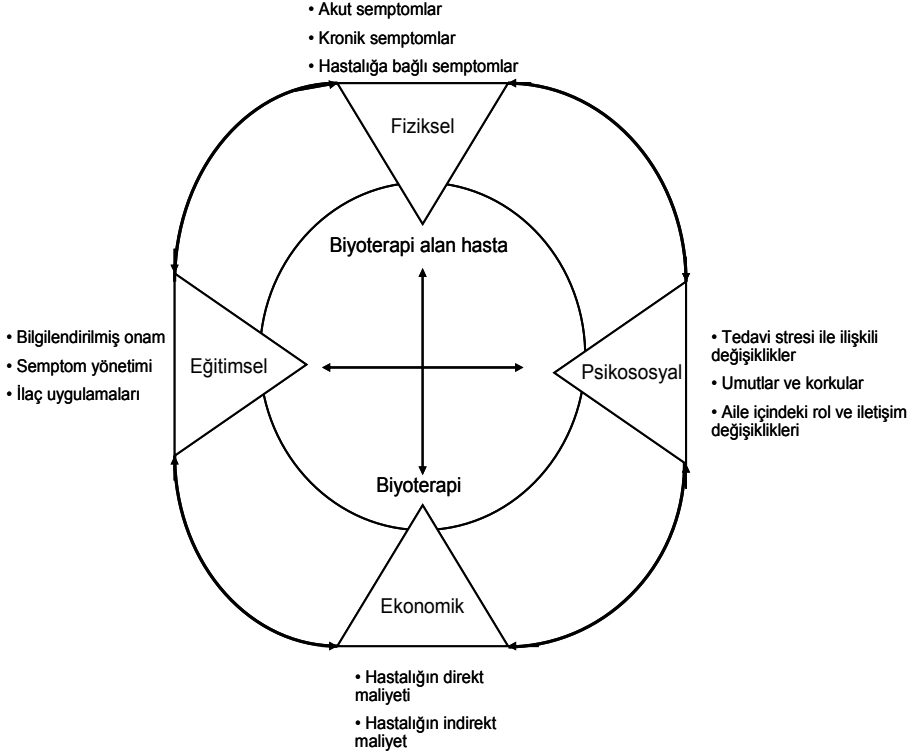 • Akut semptomlar
• Kronik semptomlar
• Hastalığa bağlı semptomlar
Fiziksel
Biyoterapi alan hasta
• Bilgilendirilmiş onam
• Semptom yönetimi
• İlaç uygulamaları
Eğitimsel
Psikososyal
• Tedavi stresi ile ilişkili
değişiklikler
• Umutlar ve korkular
• Aile içindeki rol ve iletişim
değişiklikleri
Biyoterapi
Ekonomik
• Hastalığın direkt
maliyeti
• Hastalığın indirekt
maliyet